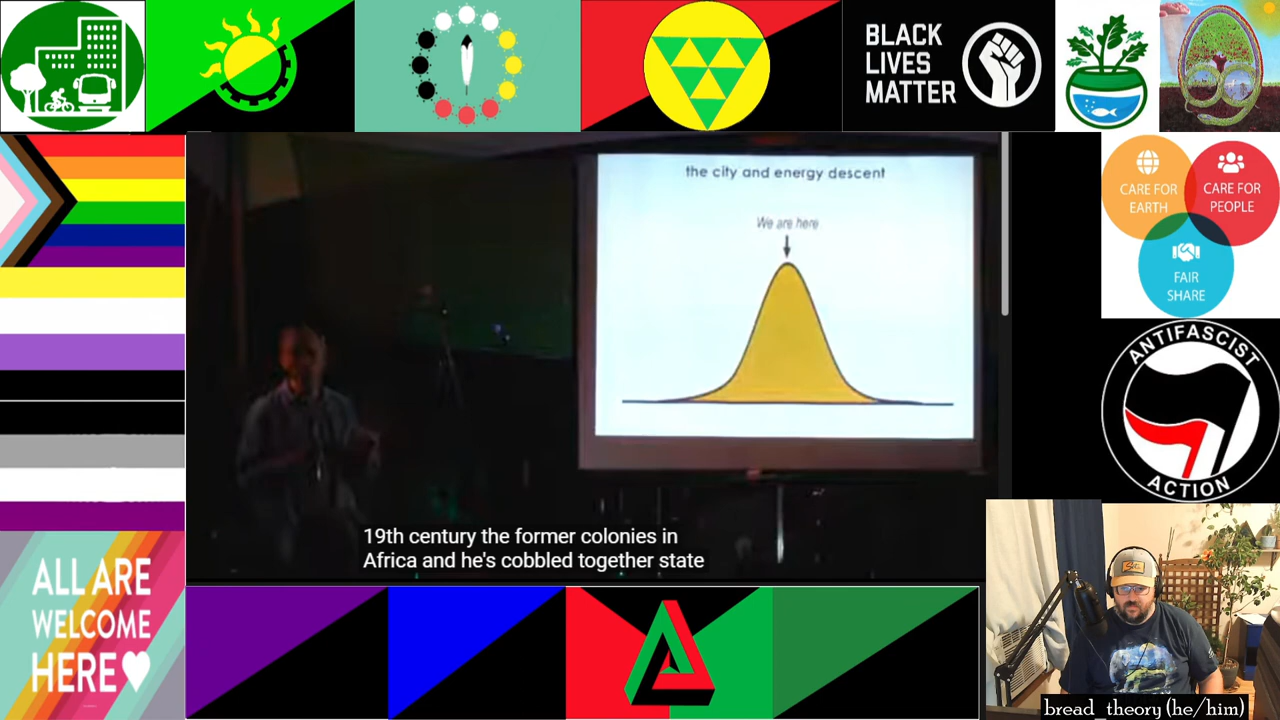 BLACK
LIVES
MATTER
CARE FOR
EARTH
CARE FOR
PEOPLE
FAIR
SHARE
the city and energy descent
We are here
ANTIFASCIST
ACTION
19th century the former colonies in
Africa and he's cobbled together state
ALL ARE
WELCOME
HERE
bread_theory (he/him)